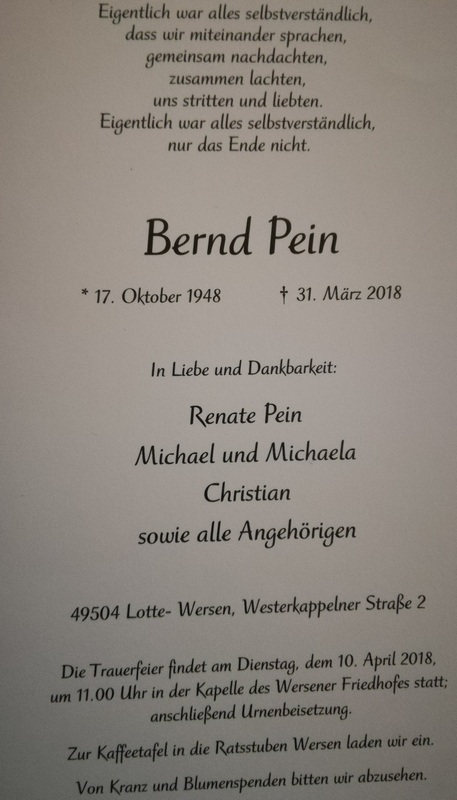 Eigentlich war alles selbstverständlich,
dass wir miteinander sprachen,
gemeinsam nachdachten,
zusammen lachten,
uns stritten und liebten.
Eigentlich war alles selbstverständlich,
nur das Ende nicht.
Bernd Pein
* 17. Oktober 1948 † 31. März 2018
In Liebe und Dankbarkeit:
Renate Pein
Michael und Michaela
Christian
sowie alle Angehörigen
49504 Lotte- Wersen, Westerkappelner Straße 2
Die Trauerfeier findet am Dienstag, dem 10. April 2018,
um 11.00 Uhr in der Kapelle des Wersener Friedhofes statt;
anschließend Urnenbeisetzung.
Zur Kaffeetafel in die Ratsstuben Wersen laden wir ein.
Von Kranz und Blumenspenden bitten wir abzusehen.